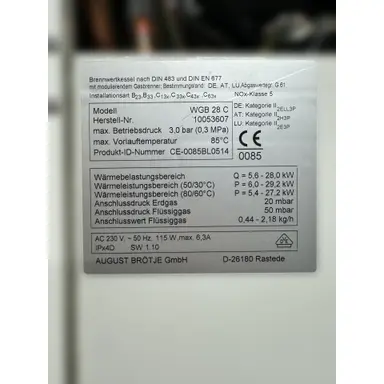 Brennwertkessel nach DIN 483 und DIN EN 677
mit modulierendem Gasbrenner, Bestimmungsland: DE, AT, LU, Abgaswertegr. G 61
Installationsart B23,B33,C13x,C33x,C43x,C63x NOx-Klasse 5
Modell WGB 28 C
Herstell-Nr. 10053607
max. Betriebsdruck 3,0 bar (0,3 MPa)
max. Vorlauftemperatur 85°C
Produkt-ID-Nummer CE-0085BL0514
DE: Kategorie II2ELL3P
AT: Kategorie II2H3P
LU: Kategorie II2E3P
CE
0085
Wärmebelastungsbereich Q = 5,6 - 28,0 kW
Wärmeleistungsbereich (50/30°C) P = 6,0 - 29,2 kW
Wärmeleistungsbereich (80/60°C) P = 5,4 - 27,2 kW
Anschlussdruck Erdgas 20 mbar
Anschlussdruck Flüssiggas 50 mbar
Anschlusswert Flüssiggas 0,44 - 2,18 kg/h
AC 230 V, ~ 50 Hz, 115 W ,max. 6,3A
IPx4D SW 1.10
AUGUST BRÖTJE GmbH D-26180 Rastede